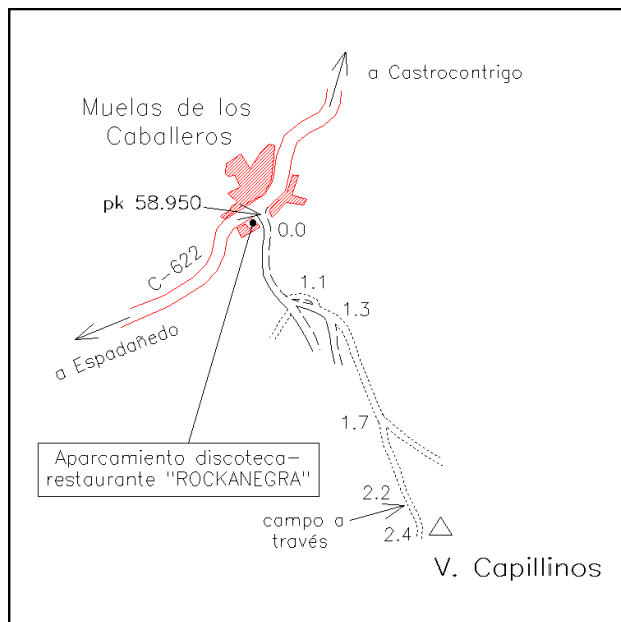 a Castrocontrigo
Muelas de los
Caballeros
pk 58.950
0.0
C-622
1.1
1.3
a Espadañedo
1.7
Aparcamiento discoteca-
restaurante "ROCKANEGRA"
2.2
campo a
través
2.4
V. Capillinos